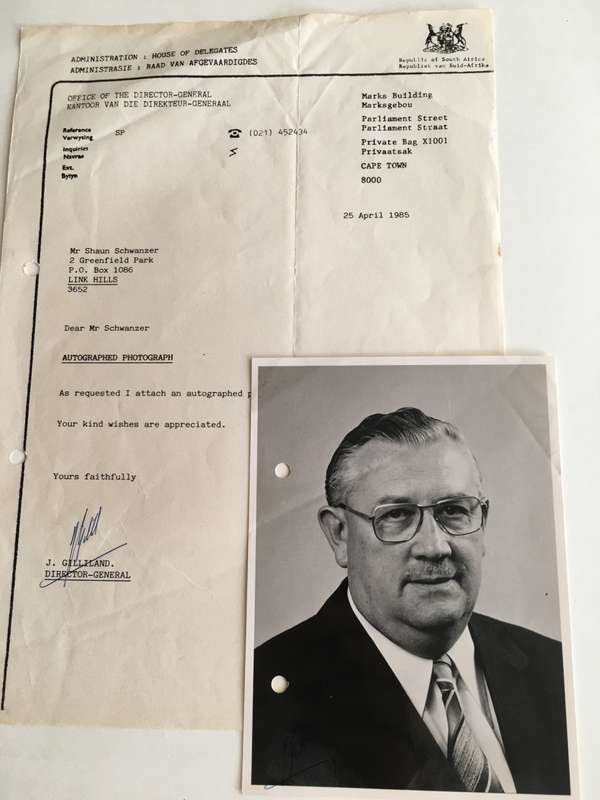 ADMINISTRATION : HOUSE OF DELEGATES
ADMINISTRASIE : RAAD VAN AFGEVAARDIGDES
Republic of South Africa
Republiek van Suid-Afrika
OFFICE OF THE DIRECTOR-GENERAL
KANTOOR VAN DIE DIREKTEUR-GENERAAL
Reference
Verwysing
SP
☎ (021) 452434
Inquiries
Navrae
Ext.
Bylyn
Marks Building
Marksgebou
Parliament Street
Parliament Straat
Private Bag X1001
Privaatsak
CAPE TOWN
8000
25 April 1985
Mr Shaun Schwanzer
2 Greenfield Park
P.O. Box 1086
LINK HILLS
3652
Dear Mr Schwanzer
AUTOGRAPHED PHOTOGRAPH
As requested I attach an autographed p
Your kind wishes are appreciated.
Yours faithfully
J. GILLILAND.
DIRECTOR-GENERAL